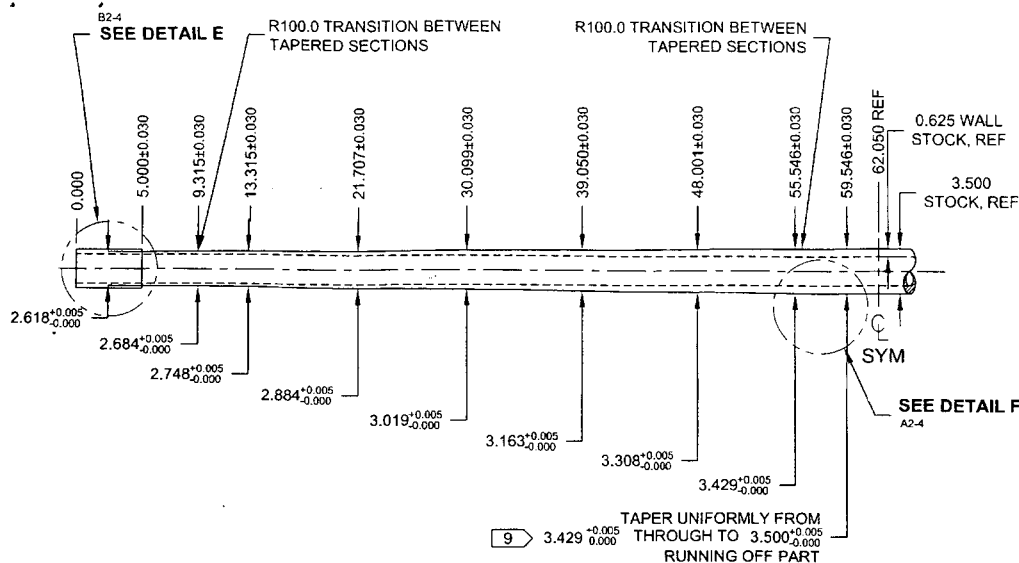 B2-4
SEE DETAIL E
R100.0 TRANSITION BETWEEN
TAPERED SECTIONS
R100.0 TRANSITION BETWEEN
TAPERED SECTIONS
0.000
5.000±0.030
9.315±0.030
13.315±0.030
21.707±0.030
30.099±0.030
39.050±0.030
48.001±0.030
55.546±0.030
59.546±0.030
62.050 REF
0.625 WALL
STOCK, REF
3.500
STOCK, REF
2.618 +0.005 -0.000
2.684 +0.005 -0.000
2.748 +0.005 -0.000
2.884 +0.005 -0.000
3.019 +0.005 -0.000
3.163 +0.005 -0.000
3.308 +0.005 -0.000
3.429 +0.005 -0.000
℄
SYM
SEE DETAIL F
A2-4
TAPER UNIFORMLY FROM
9 3.429 +0.005 0.000 THROUGH TO 3.500 +0.005 -0.000
RUNNING OFF PART